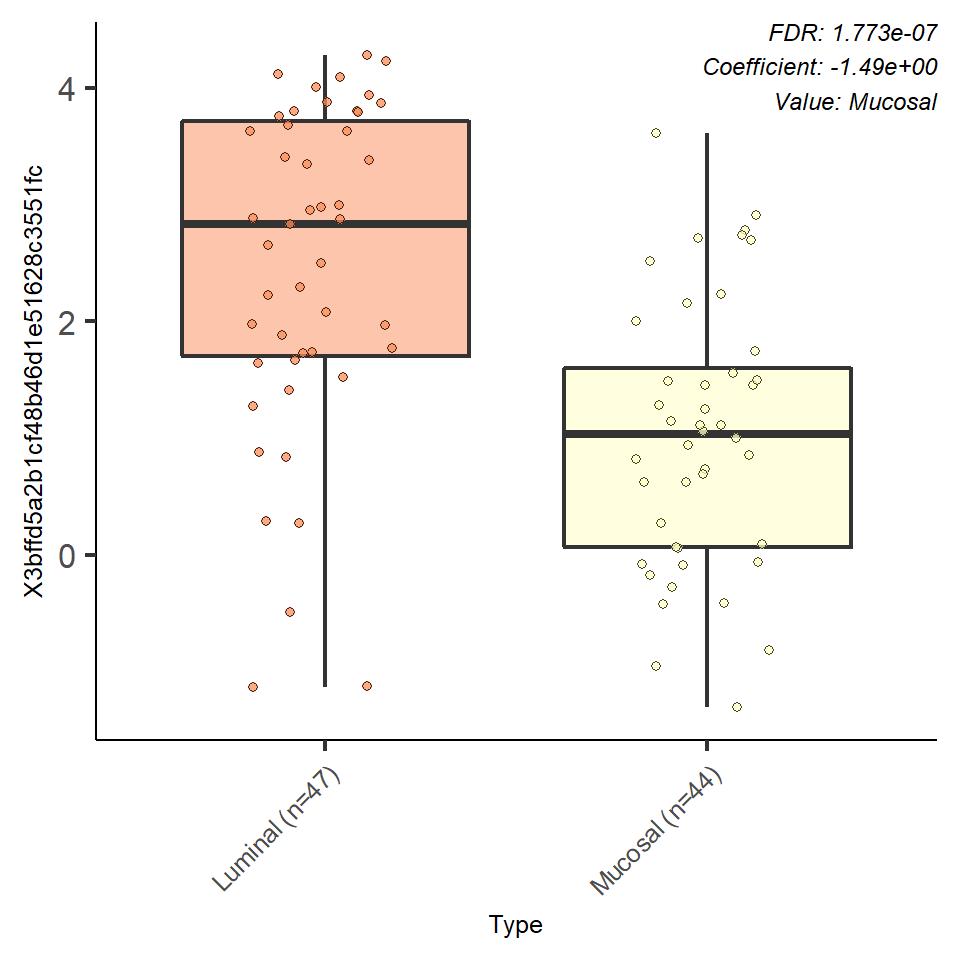 FDR: 1.773e-07
Coefficient: -1.49e+00
Value: Mucosal
X3bffd5a2b1cf48b46d1e51628c3551fc
4
2
0
Luminal (n=47)
Mucosal (n=44)
Type